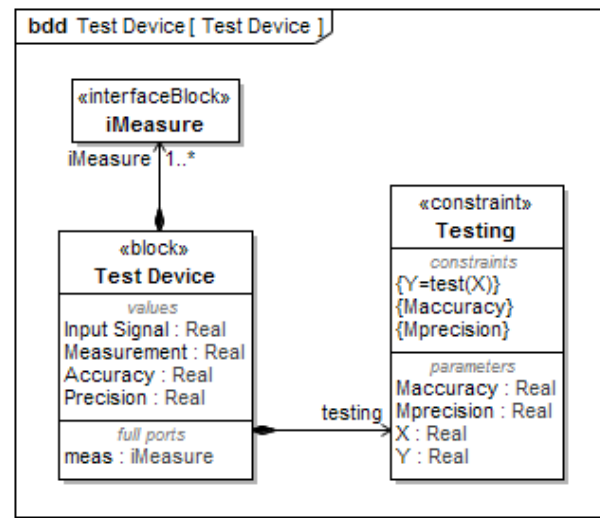 bdd Test Device [ Test Device ]
«interfaceBlock»
iMeasure
iMeasure 1..*
«block»
Test Device
values
Input Signal : Real
Measurement : Real
Accuracy : Real
Precision : Real
full ports
meas : iMeasure
testing
«constraint»
Testing
constraints
{Y=test(X)}
{Maccuracy}
{Mprecision}
parameters
Maccuracy : Real
Mprecision : Real
X : Real
Y : Real